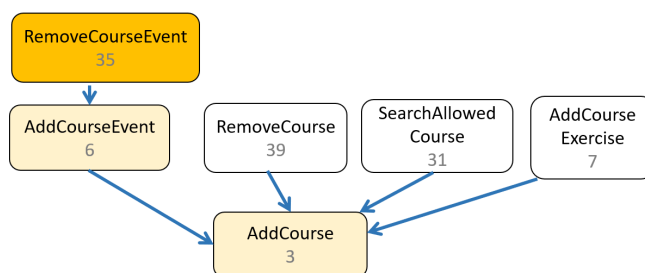 RemoveCourseEvent
35
AddCourseEvent
6
RemoveCourse
39
SearchAllowed
Course
31
AddCourse
Exercise
7
AddCourse
3